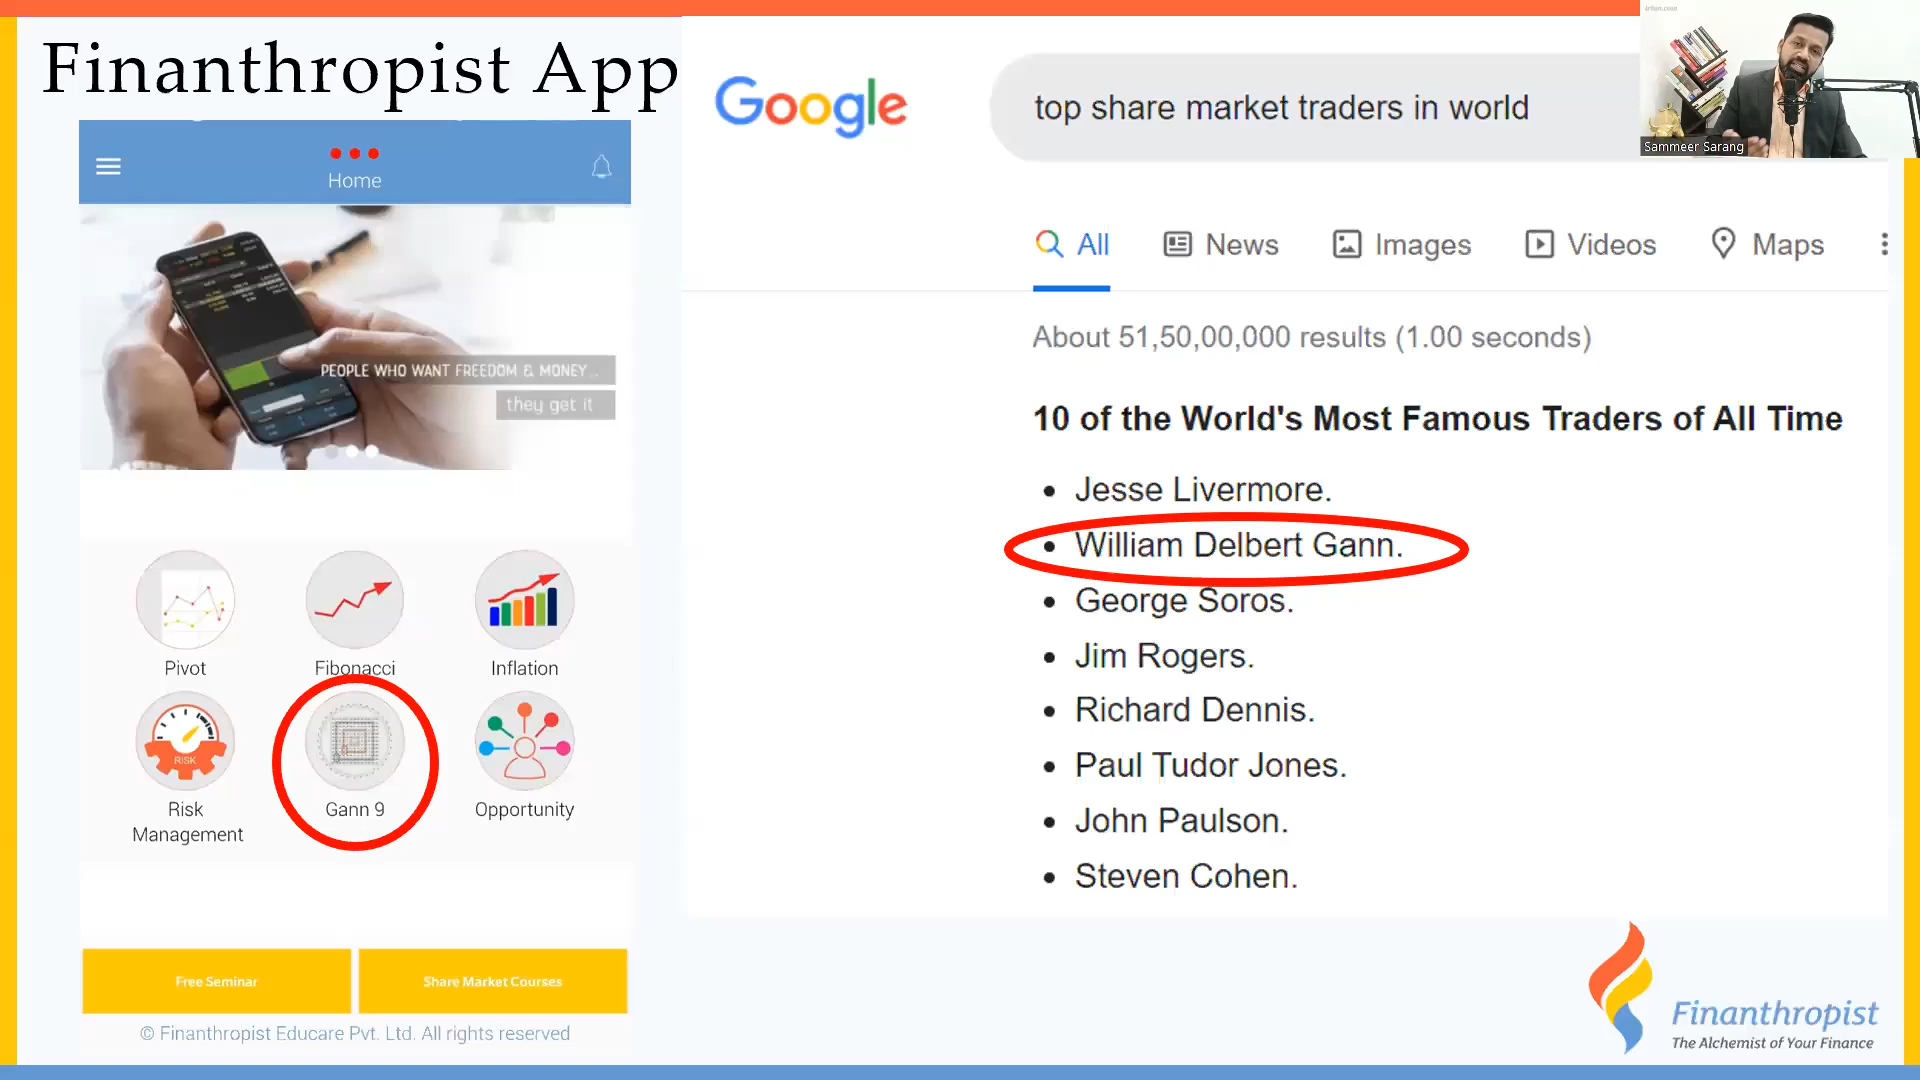 Finanthropist App
Home
PEOPLE WHO WANT FREEDOM & MONEY...
they get it
Pivot
Fibonacci
Inflation
RISK
Risk
Management
Gann 9
Opportunity
Free Seminar
Share Market Courses
© Finanthropist Educare Pvt. Ltd. All rights reserved
Google
top share market traders in world
All
News
Images
Videos
Maps
About 51,50,00,000 results (1.00 seconds)
10 of the World's Most Famous Traders of All Time
• Jesse Livermore.
• William Delbert Gann.
• George Soros.
• Jim Rogers.
• Richard Dennis.
• Paul Tudor Jones.
• John Paulson.
• Steven Cohen.
Sammeer Sarang
Finanthropist
The Alchemist of Your Finance